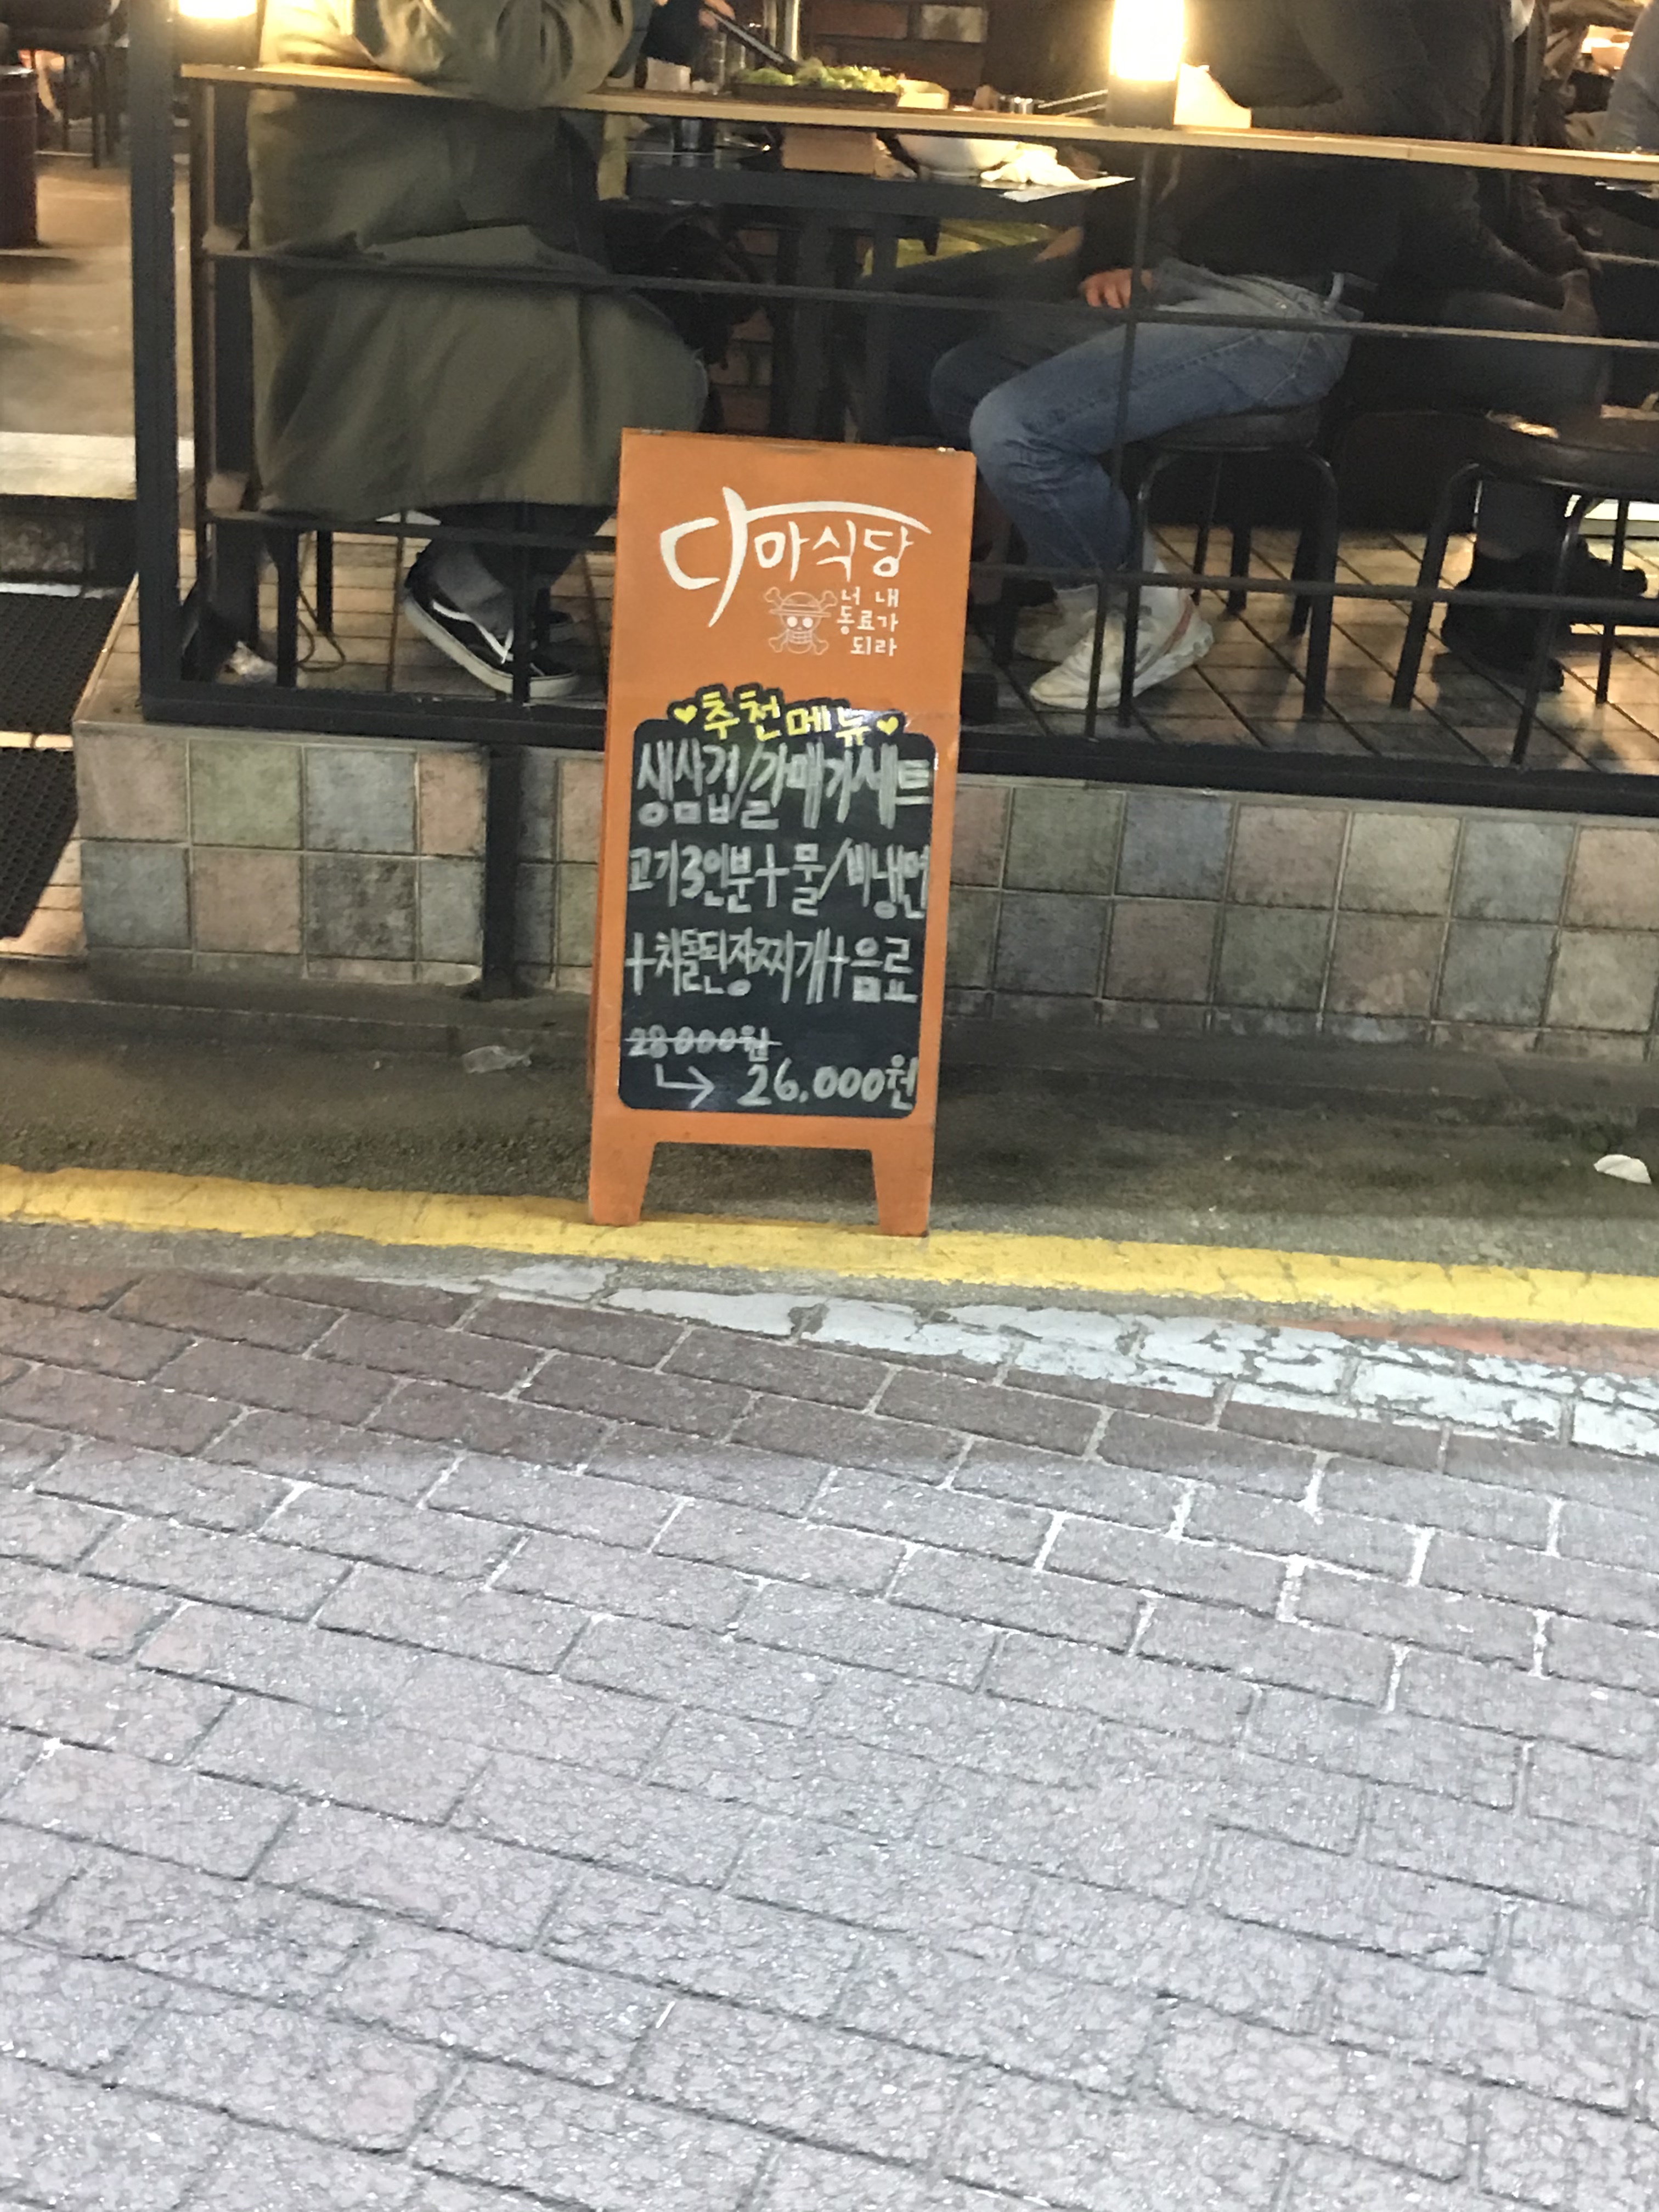 다마식당
너 내
동료가
되라
♥추천메뉴♥
생삼겹/갈매기세트
고기3인분+물/비냉면
+차돌된장찌개+음료
28000원
→ 26,000원